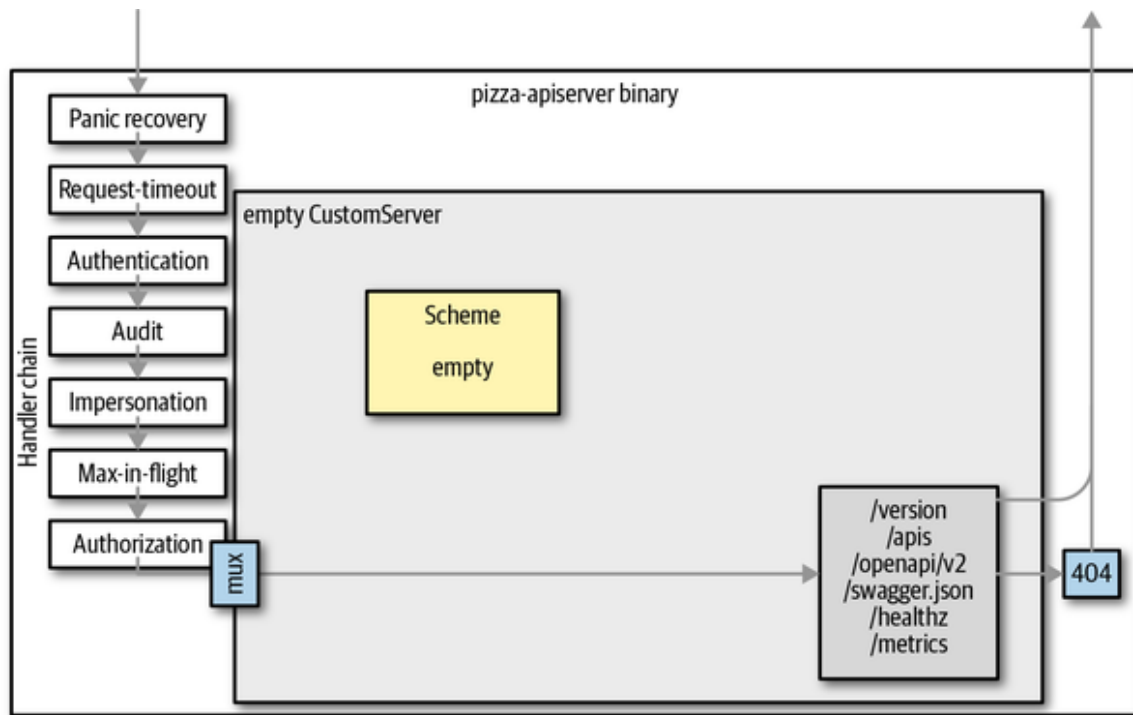 pizza-apiserver binary
Panic recovery
Request-timeout
Authentication
Audit
Impersonation
Max-in-flight
Authorization
Handler chain
mux
empty CustomServer
Scheme
empty
/version
/apis
/openapi/v2
/swagger.json
/healthz
/metrics
404